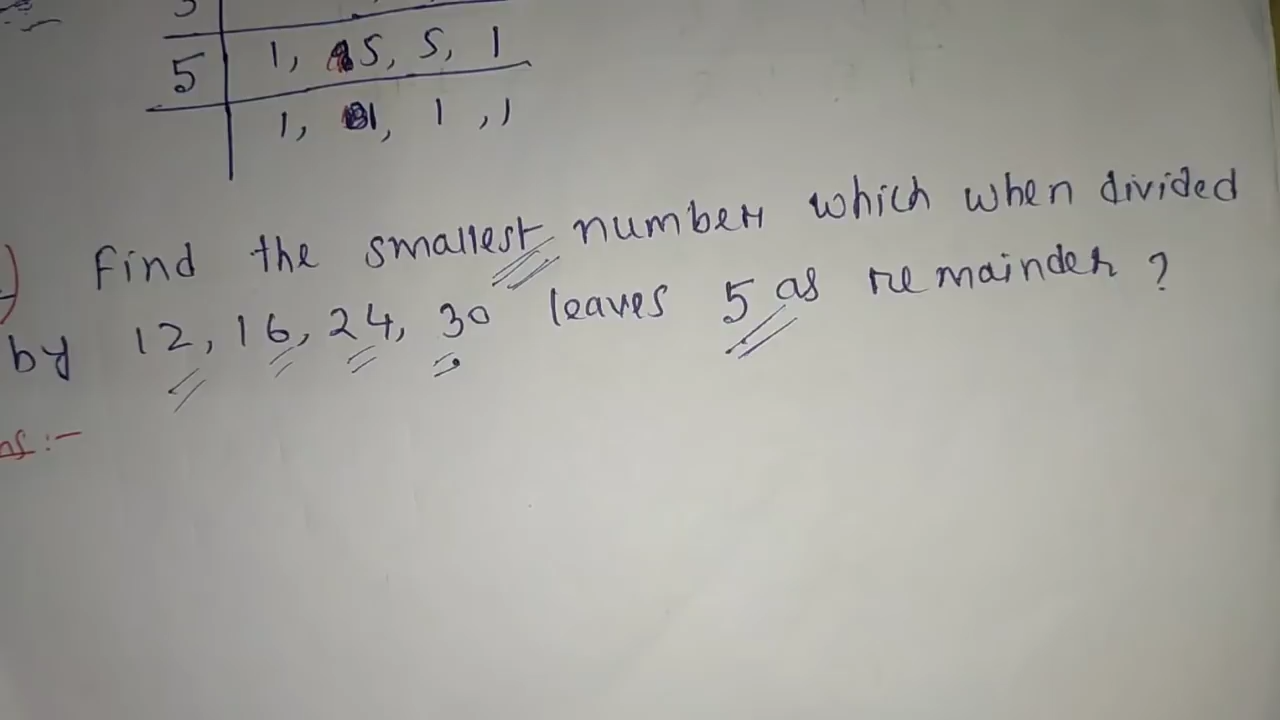 5 1, 5, 5, 1
1, 1, 1, 1
Find the smallest number which when divided
by 12, 16, 24, 30 leaves 5 as remainder ?
:-